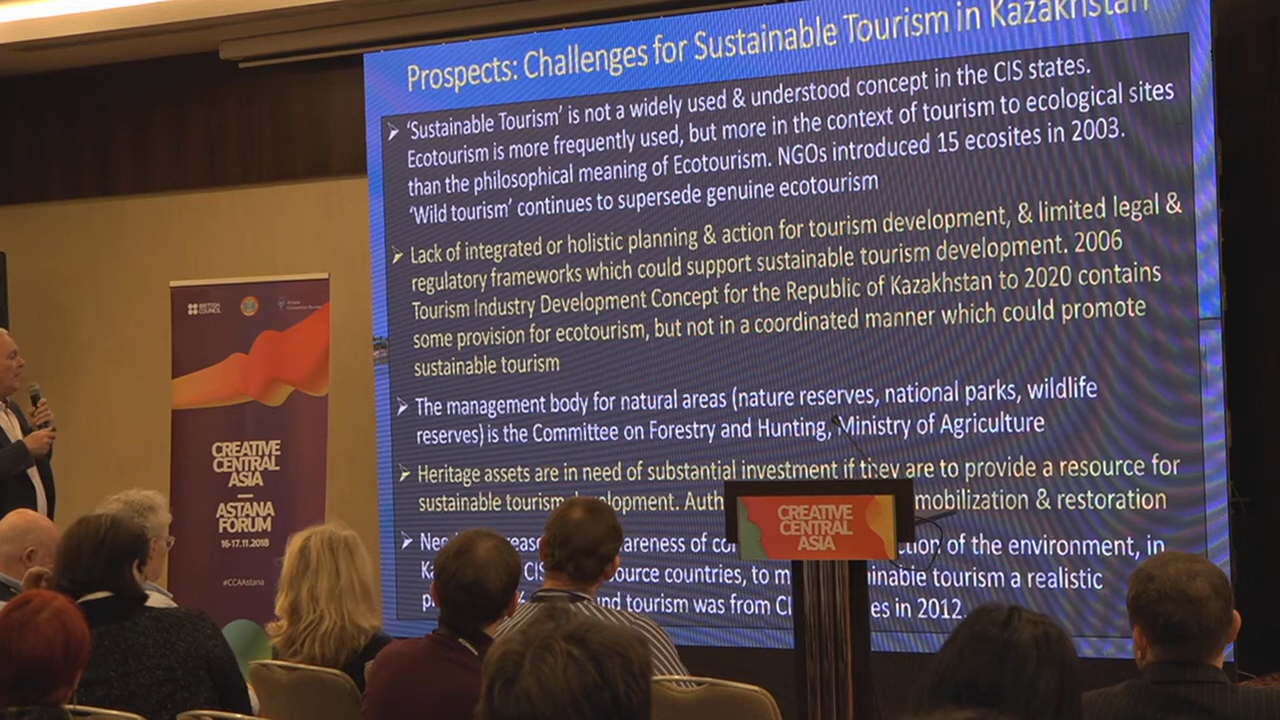 Prospects: Challenges for Sustainable Tourism in Kazakhstan
‘Sustainable Tourism’ is not a widely used & understood concept in the CIS states.
Ecotourism is more frequently used, but more in the context of tourism to ecological sites
than the philosophical meaning of Ecotourism. NGOs introduced 15 ecosites in 2003.
‘Wild tourism’ continues to supersede genuine ecotourism
Lack of integrated or holistic planning & action for tourism development, & limited legal &
regulatory frameworks which could support sustainable tourism development. 2006
Tourism Industry Development Concept for the Republic of Kazakhstan to 2020 contains
some provision for ecotourism, but not in a coordinated manner which could promote
sustainable tourism
The management body for natural areas (nature reserves, national parks, wildlife
reserves) is the Committee on Forestry and Hunting, Ministry of Agriculture
Heritage assets are in need of substantial investment if they are to provide a resource for
sustainable tourism mobilization & restoration
of the environment, in
countries, to tourism a realistic
tourism was from in 2012.
BRITISH
COUNCIL
CREATIVE
CENTRAL
ASIA
ASTANA
FORUM
16-17.11.2018
#CCAAstana
CREATIVE
CENTRAL
ASIA